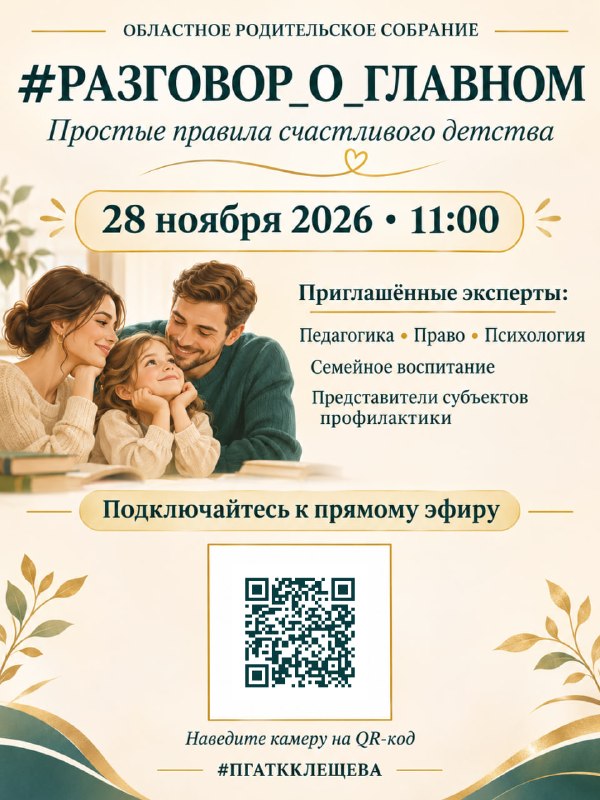 ОБЛАСТНОЕ РОДИТЕЛЬСКОЕ СОБРАНИЕ
#РАЗГОВОР_О_ГЛАВНОМ
Простые правила счастливого детства
28 ноября 2026 • 11:00
Приглашённые эксперты:
Педагогика • Право • Психология
Семейное воспитание
Представители субъектов
профилактики
Подключайтесь к прямому эфиру
Наведите камеру на QR-код
#ПГАТККЛЕЩЕВА